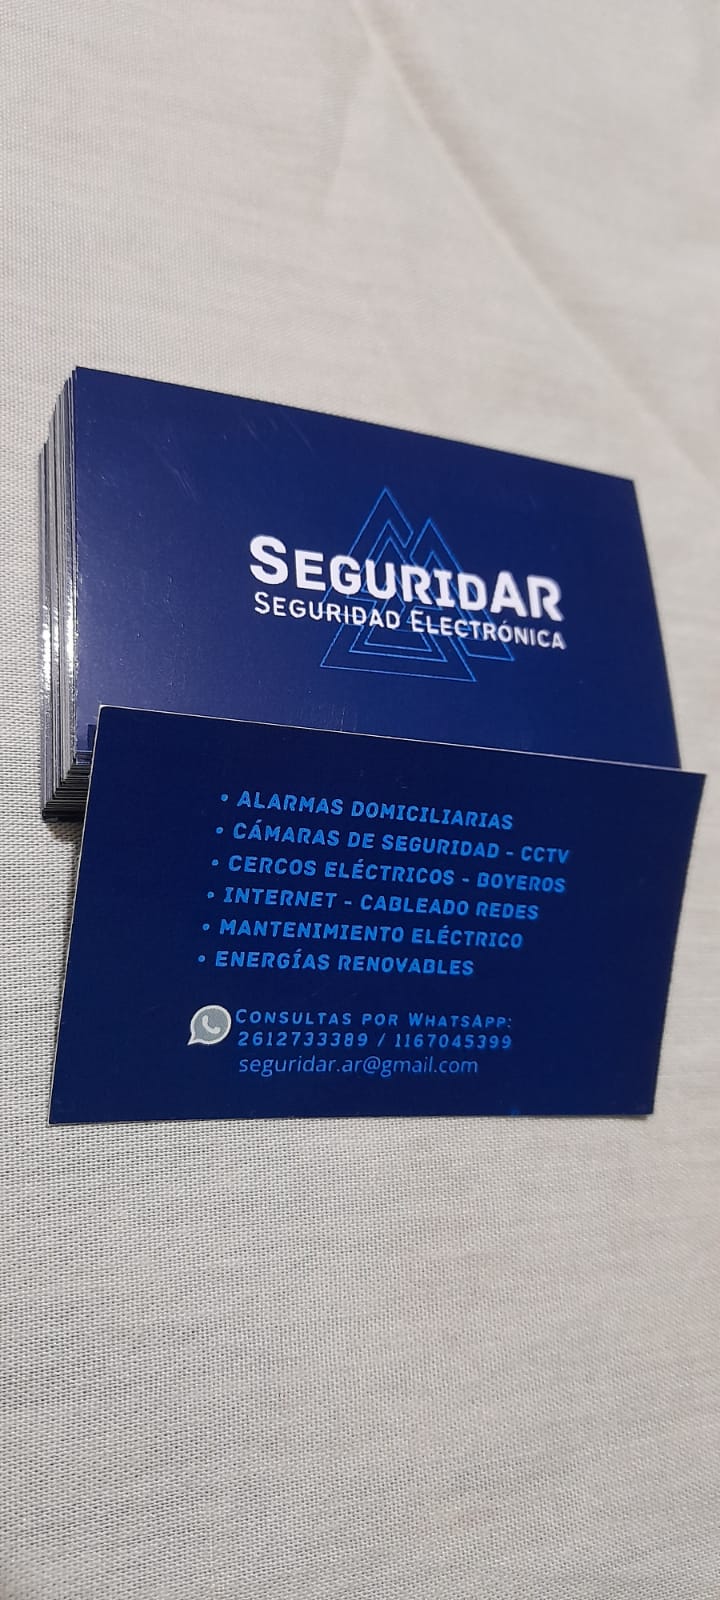 SEGURIDAR
SEGURIDAD ELECTRÓNICA
• ALARMAS DOMICILIARIAS
• CÁMARAS DE SEGURIDAD - CCTV
• CERCOS ELÉCTRICOS - BOYEROS
• INTERNET - CABLEADO REDES
• MANTENIMIENTO ELÉCTRICO
• ENERGÍAS RENOVABLES
CONSULTAS POR WHATSAPP:
2612733389 / 1167045399
seguridar.ar@gmail.com